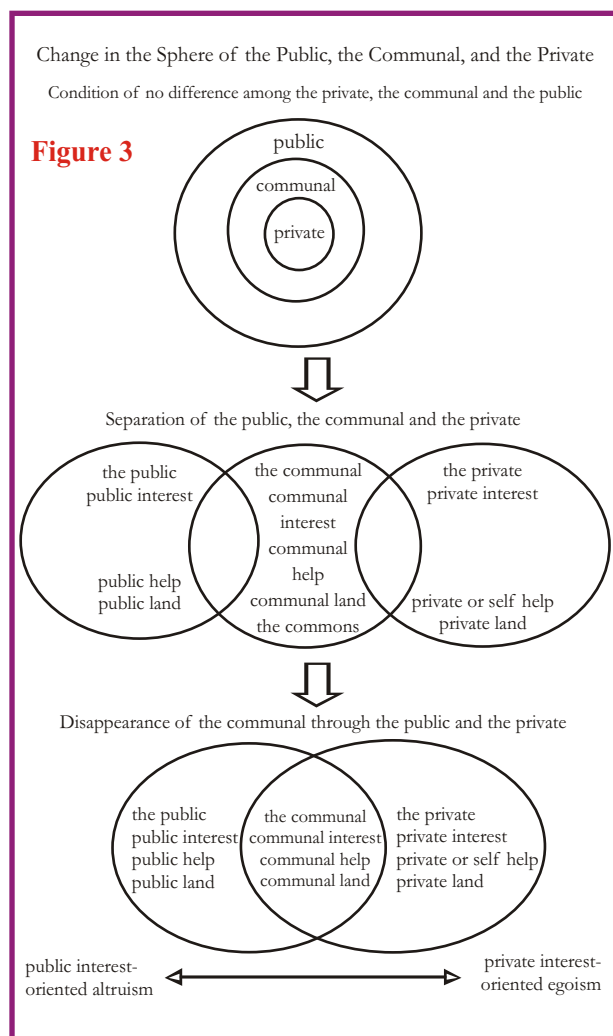 Change in the Sphere of the Public, the Communal, and the Private
Condition of no difference among the private, the communal and the public
Figure 3
public
communal
private
Separation of the public, the communal and the private
the public
public interest
public help
public land
the communal
communal
interest
communal
help
communal land
the commons
the private
private interest
private or self help
private land
Disappearance of the communal through the public and the private
the public
public interest
public help
public land
the communal
communal interest
communal help
communal land
the private
private interest
private or self help
private land
public interest-
oriented altruism
private interest-
oriented egoism